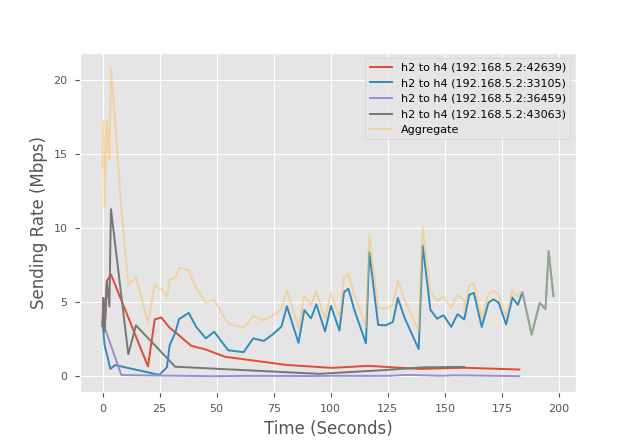 h2 to h4 (192.168.5.2:42639)
h2 to h4 (192.168.5.2:33105)
h2 to h4 (192.168.5.2:36459)
h2 to h4 (192.168.5.2:43063)
Aggregate
Sending Rate (Mbps)
20
15
10
5
0
0 25 50 75 100 125 150 175 200
Time (Seconds)